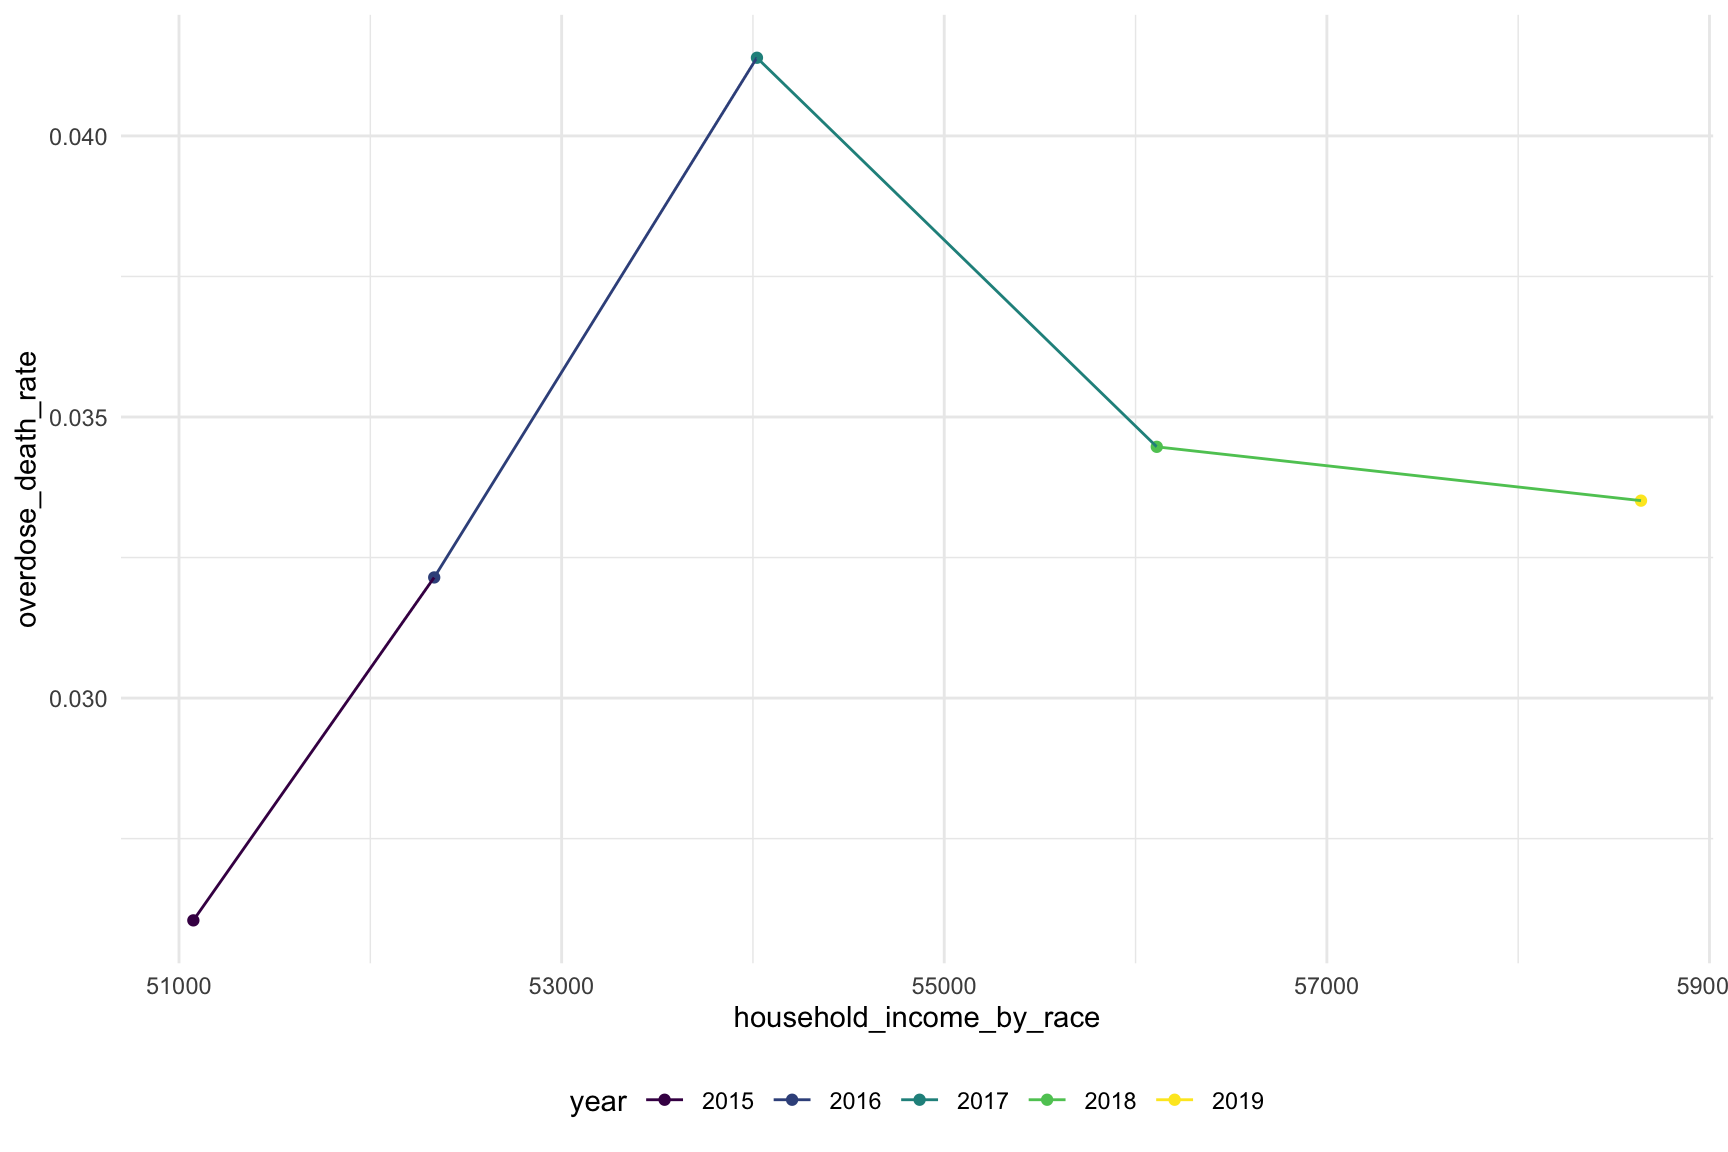 0.040
0.035
0.030
overdose_death_rate
51000 53000 55000 57000 5900
household_income_by_race
year 2015 2016 2017 2018 2019